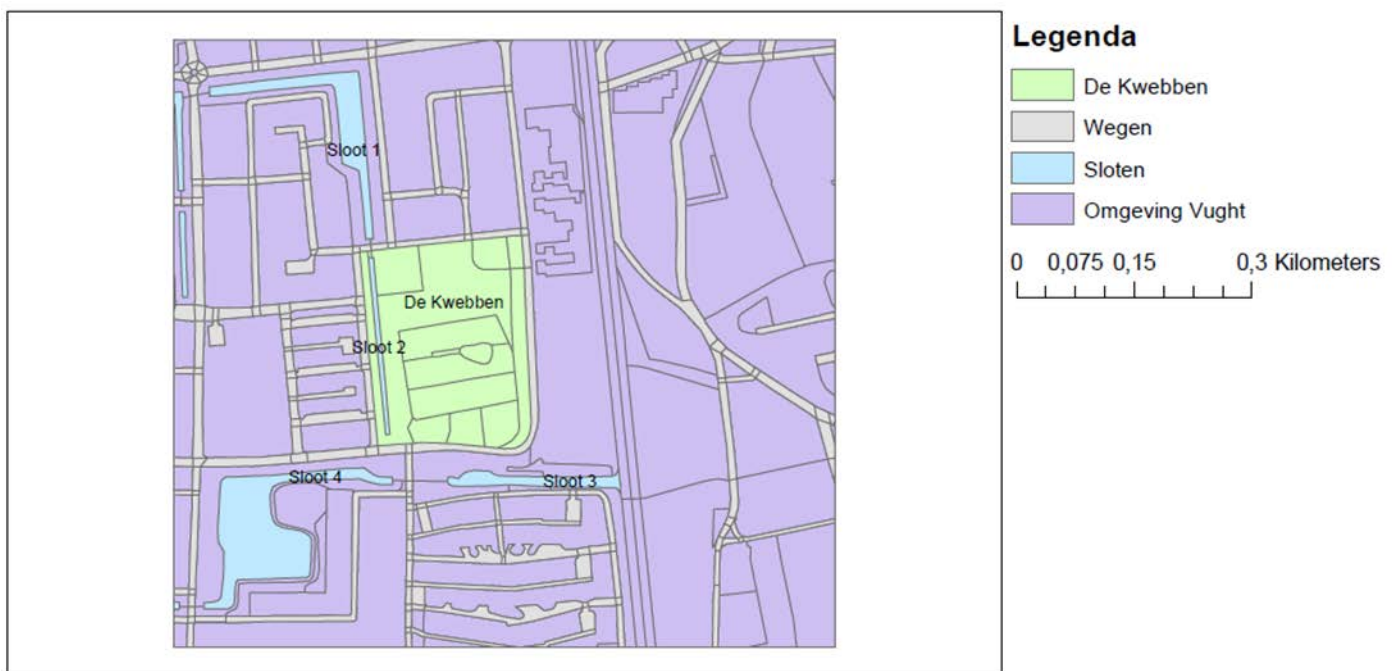 Legenda
De Kwebben
Wegen
Sloten
Omgeving Vught
0 0,075 0,15 0,3 Kilometers
Sloot 1
De Kwebben
Sloot 2
Sloot 4
Sloot 3